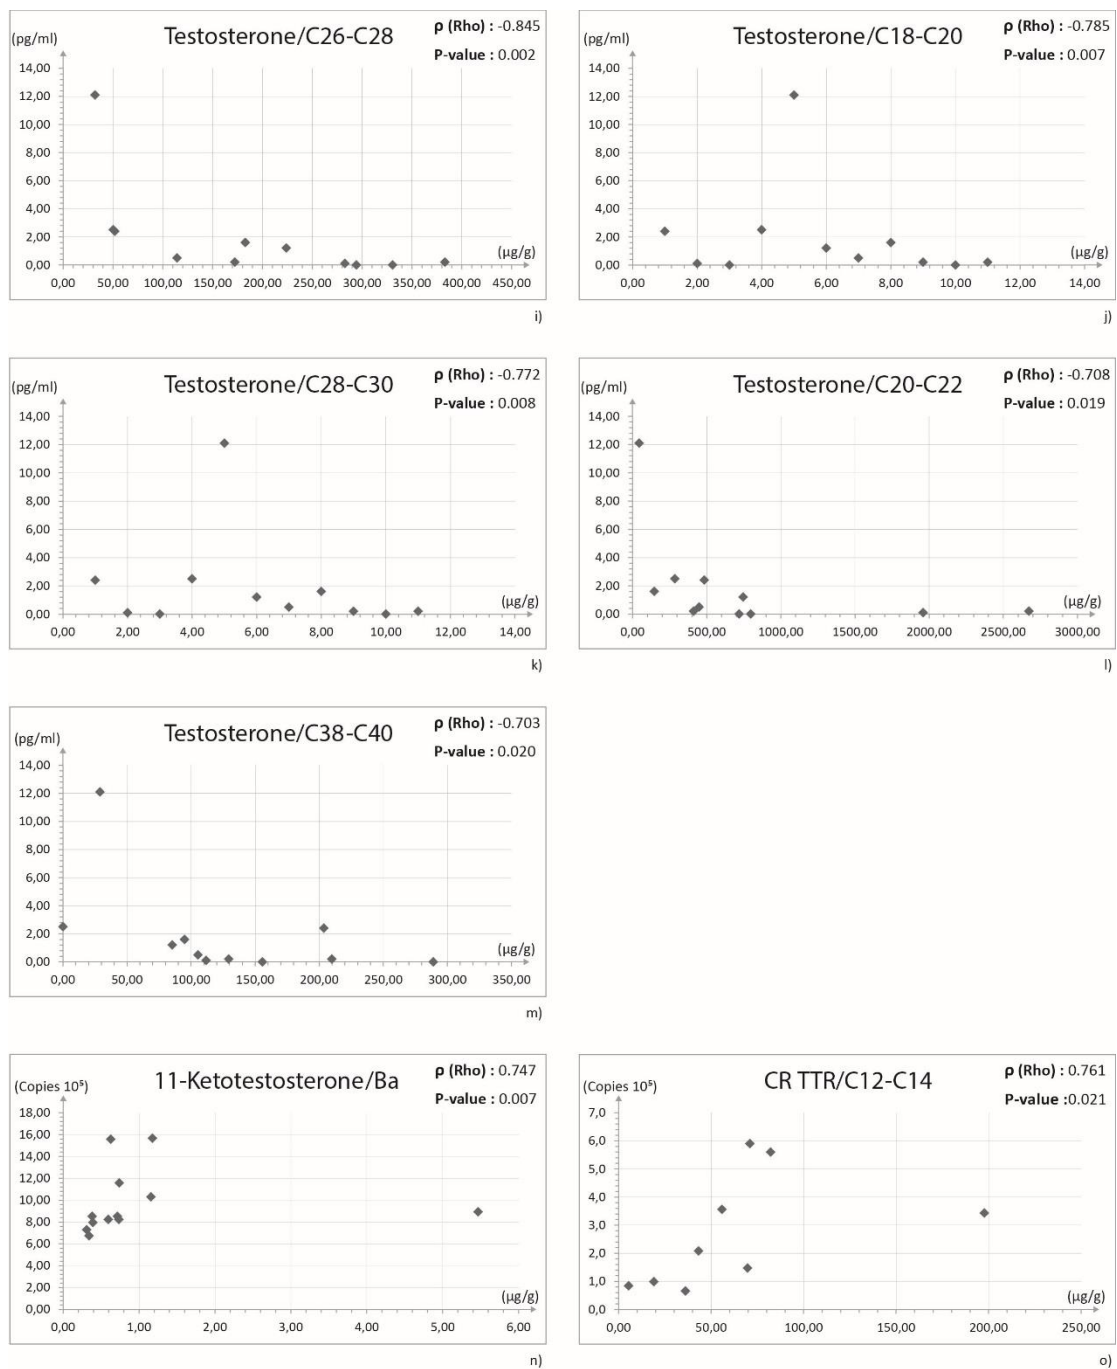 (pg/ml) Testosterone/C26-C28 ρ (Rho) : -0.845
P-value : 0.002
14,00
12,00
10,00
8,00
6,00
4,00
2,00
0,00
(µg/g)
0,00 50,00 100,00 150,00 200,00 250,00 300,00 350,00 400,00 450,00
i)
(pg/ml) Testosterone/C18-C20 ρ (Rho) : -0.785
P-value : 0.007
14,00
12,00
10,00
8,00
6,00
4,00
2,00
0,00
(µg/g)
0,00 2,00 4,00 6,00 8,00 10,00 12,00 14,00
j)
(pg/ml) Testosterone/C28-C30 ρ (Rho) : -0.772
P-value : 0.008
14,00
12,00
10,00
8,00
6,00
4,00
2,00
0,00
(µg/g)
0,00 2,00 4,00 6,00 8,00 10,00 12,00 14,00
k)
(pg/ml) Testosterone/C20-C22 ρ (Rho) : -0.708
P-value : 0.019
14,00
12,00
10,00
8,00
6,00
4,00
2,00
0,00
(µg/g)
0,00 500,00 1000,00 1500,00 2000,00 2500,00 3000,00
l)
(pg/ml) Testosterone/C38-C40 ρ (Rho) : -0.703
P-value : 0.020
14,00
12,00
10,00
8,00
6,00
4,00
2,00
0,00
(µg/g)
0,00 50,00 100,00 150,00 200,00 250,00 300,00 350,00
m)
(Copies 10⁵) 11-Ketotestosterone/Ba ρ (Rho) : 0.747
P-value : 0.007
18,00
16,00
14,00
12,00
10,00
8,00
6,00
4,00
2,00
0,00
(µg/g)
0,00 1,00 2,00 3,00 4,00 5,00 6,00
n)
(Copies 10⁵) CR TTR/C12-C14 ρ (Rho) : 0.761
P-value :0.021
7,0
6,0
5,0
4,0
3,0
2,0
1,0
0,0
(µg/g)
0,00 50,00 100,00 150,00 200,00 250,00
o)